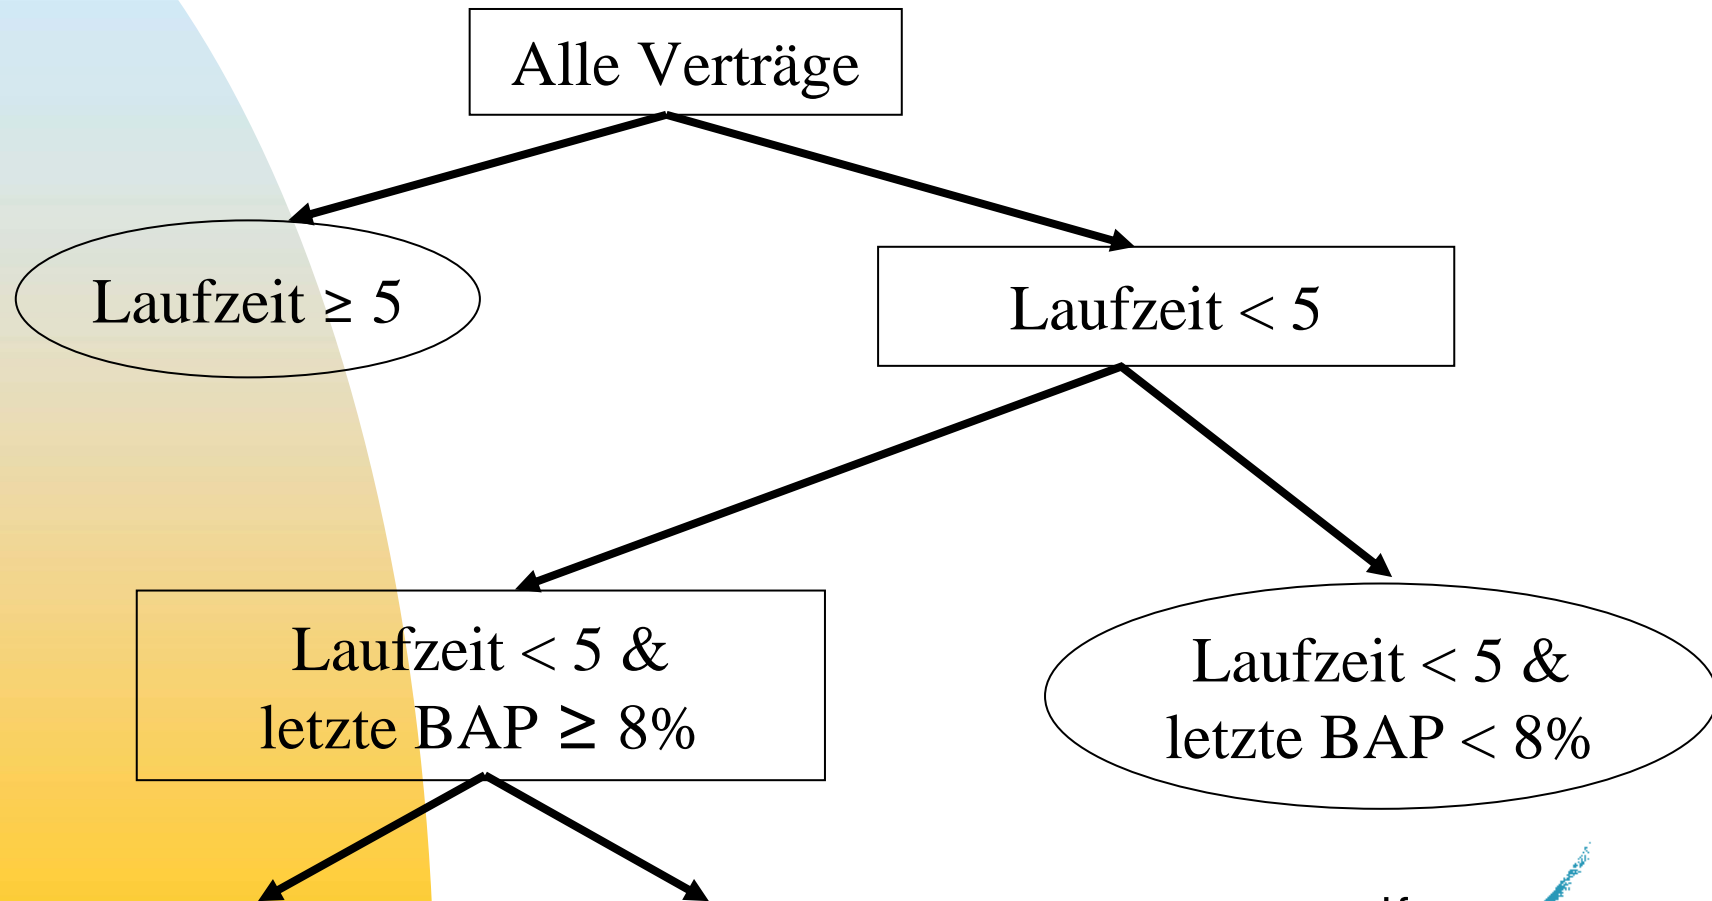 Alle Verträge
Laufzeit ≥ 5
Laufzeit < 5
Laufzeit < 5 &
letzte BAP ≥ 8%
Laufzeit < 5 &
letzte BAP < 8%